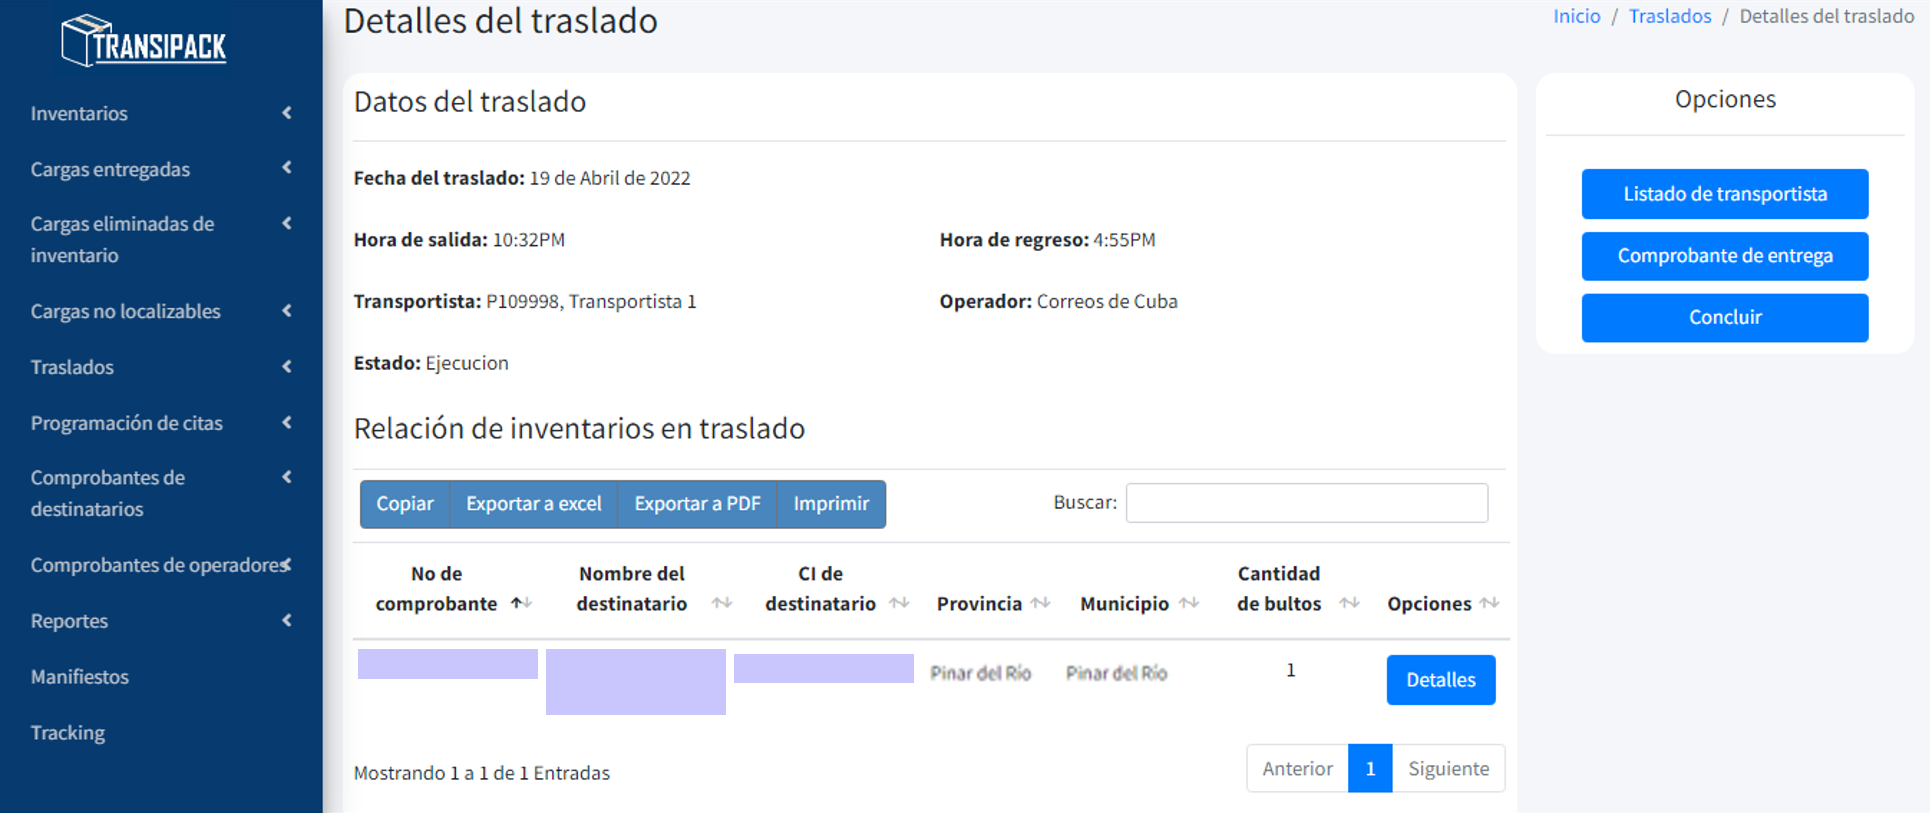 TRANSIPACK
Inventarios
Cargas entregadas
Cargas eliminadas de
inventario
Cargas no localizables
Traslados
Programación de citas
Comprobantes de
destinatarios
Comprobantes de operadores
Reportes
Manifiestos
Tracking
Detalles del traslado
Inicio / Traslados / Detalles del traslado
Datos del traslado
Fecha del traslado: 19 de Abril de 2022
Hora de salida: 10:32PM
Hora de regreso: 4:55PM
Transportista: P109998, Transportista 1
Operador: Correos de Cuba
Estado: Ejecucion
Relación de inventarios en traslado
Copiar Exportar a excel Exportar a PDF Imprimir
Buscar:
No de
comprobante
Nombre del
destinatario
CI de
destinatario
Provincia
Municipio
Cantidad
de bultos
Opciones
Pinar del Río Pinar del Río 1 Detalles
Mostrando 1 a 1 de 1 Entradas
Anterior 1 Siguiente
Opciones
Listado de transportista
Comprobante de entrega
Concluir